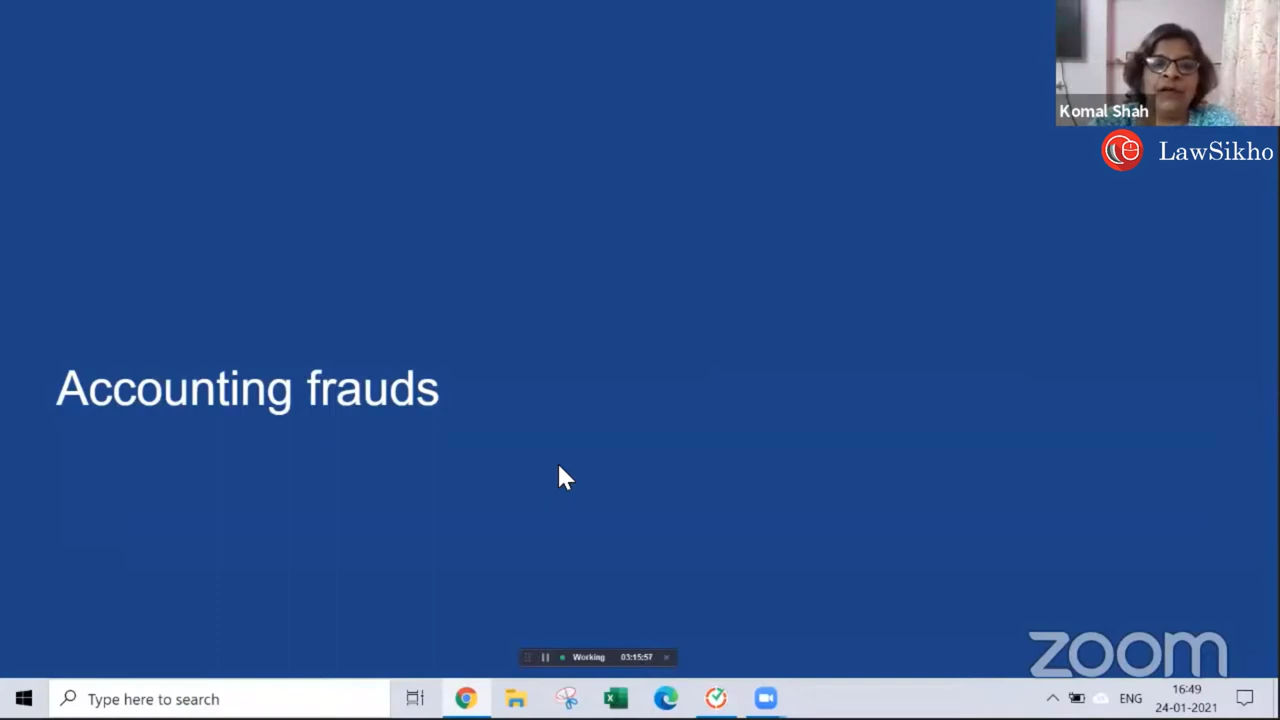 Komal Shah
LawSikho
Accounting frauds
Working 03:15:57
zoom
Type here to search
ENG
16:49
24-01-2021